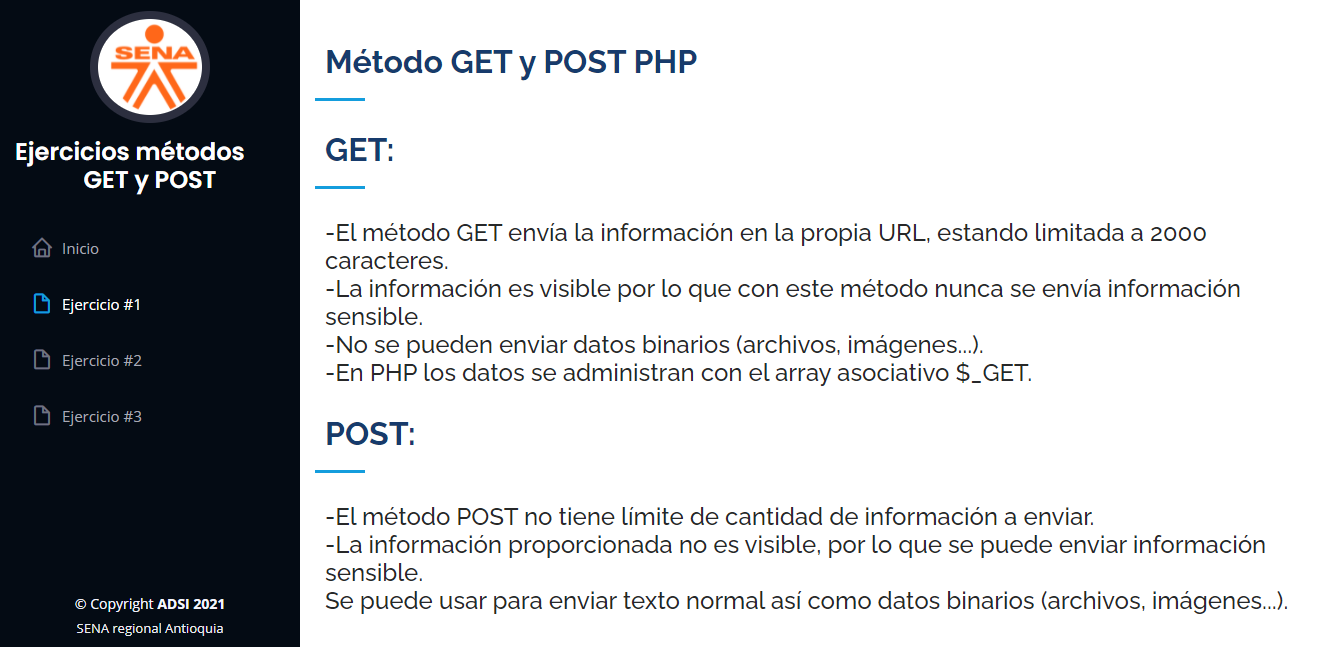 SENA
Ejercicios métodos
GET y POST
Inicio
Ejercicio #1
Ejercicio #2
Ejercicio #3
© Copyright ADSI 2021
SENA regional Antioquia
Método GET y POST PHP
GET:
-El método GET envía la información en la propia URL, estando limitada a 2000
caracteres.
-La información es visible por lo que con este método nunca se envía información
sensible.
-No se pueden enviar datos binarios (archivos, imágenes...).
-En PHP los datos se administran con el array asociativo $_GET.
POST:
-El método POST no tiene límite de cantidad de información a enviar.
-La información proporcionada no es visible, por lo que se puede enviar información
sensible.
Se puede usar para enviar texto normal así como datos binarios (archivos, imágenes...).